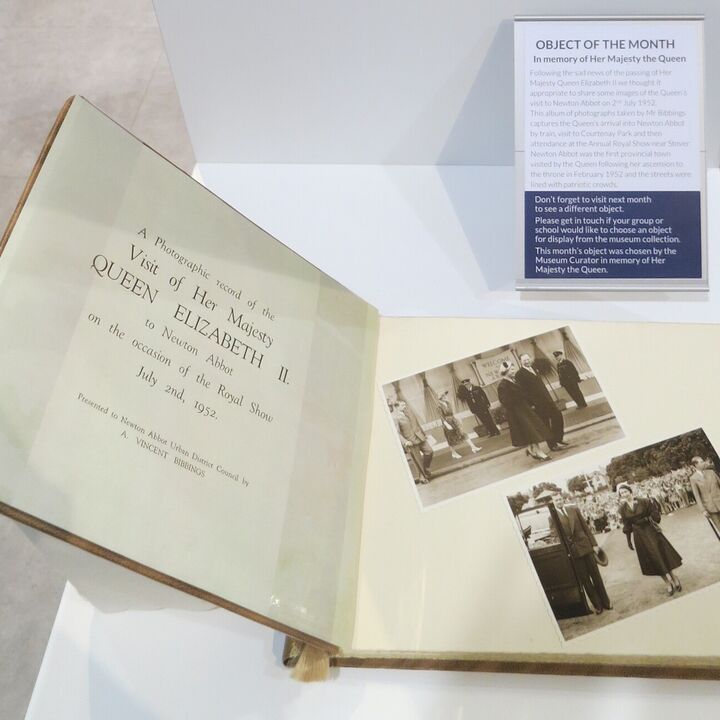 A Photographic record of the
Visit of Her Majesty
QUEEN ELIZABETH II.
to Newton Abbot
on the occasion of the Royal Show
July 2nd, 1952.
Presented to Newton Abbot Urban District Council by
A. VINCENT BIBBINGS
OBJECT OF THE MONTH
In memory of Her Majesty the Queen
Following the sad news of the passing of Her
Majesty Queen Elizabeth II we thought it
appropriate to share some images of the Queen's
visit to Newton Abbot on 2nd July 1952.
This album of photographs taken by Mr Bibbings
captures the Queen's arrival into Newton Abbot
by train, visit to Courtenay Park and then
attendance at the Annual Royal Show near Stover.
Newton Abbot was the first provincial town
visited by the Queen following her ascension to
the throne in February 1952 and the streets were
lined with patriotic crowds.
Don't forget to visit next month
to see a different object.
Please get in touch if your group or
school would like to choose an object
for display from the museum collection.
This month's object was chosen by the
Museum Curator in memory of Her
Majesty the Queen.
WELCOME